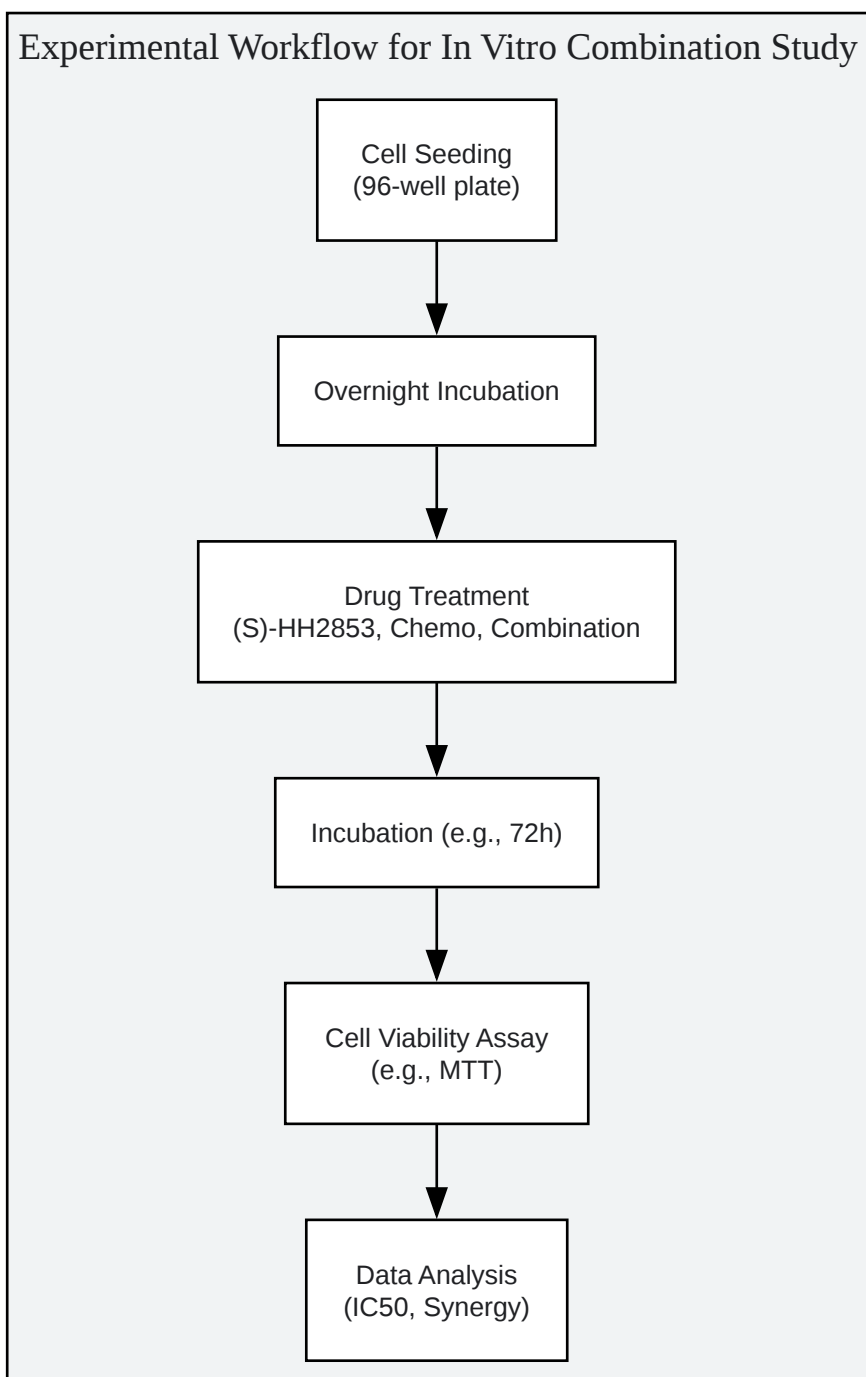 Experimental Workflow for In Vitro Combination Study
Cell Seeding
(96-well plate)
Overnight Incubation
Drug Treatment
(S)-HH2853, Chemo, Combination
Incubation (e.g., 72h)
Cell Viability Assay
(e.g., MTT)
Data Analysis
(IC50, Synergy)